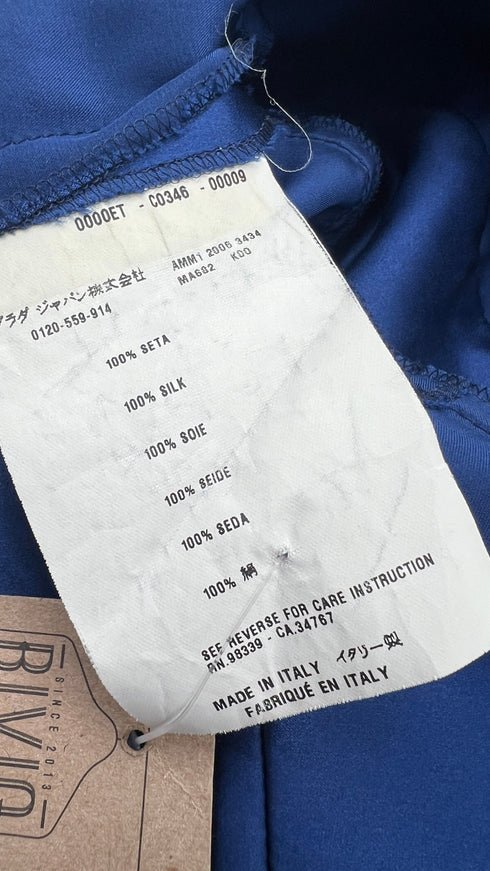 0000ET - C0346 - 00009
AMM1 2006 3434
MA682 K00
ラダ ジャパン株式会社
0120-559-914
100% SETA
100% SILK
100% SOIE
100% SEIDE
100% SEDA
100% 絹
SEE REVERSE FOR CARE INSTRUCTION
RN.98339 - CA.34767
MADE IN ITALY イタリー製
FABRIQUÉ EN ITALY
SINCE 2013